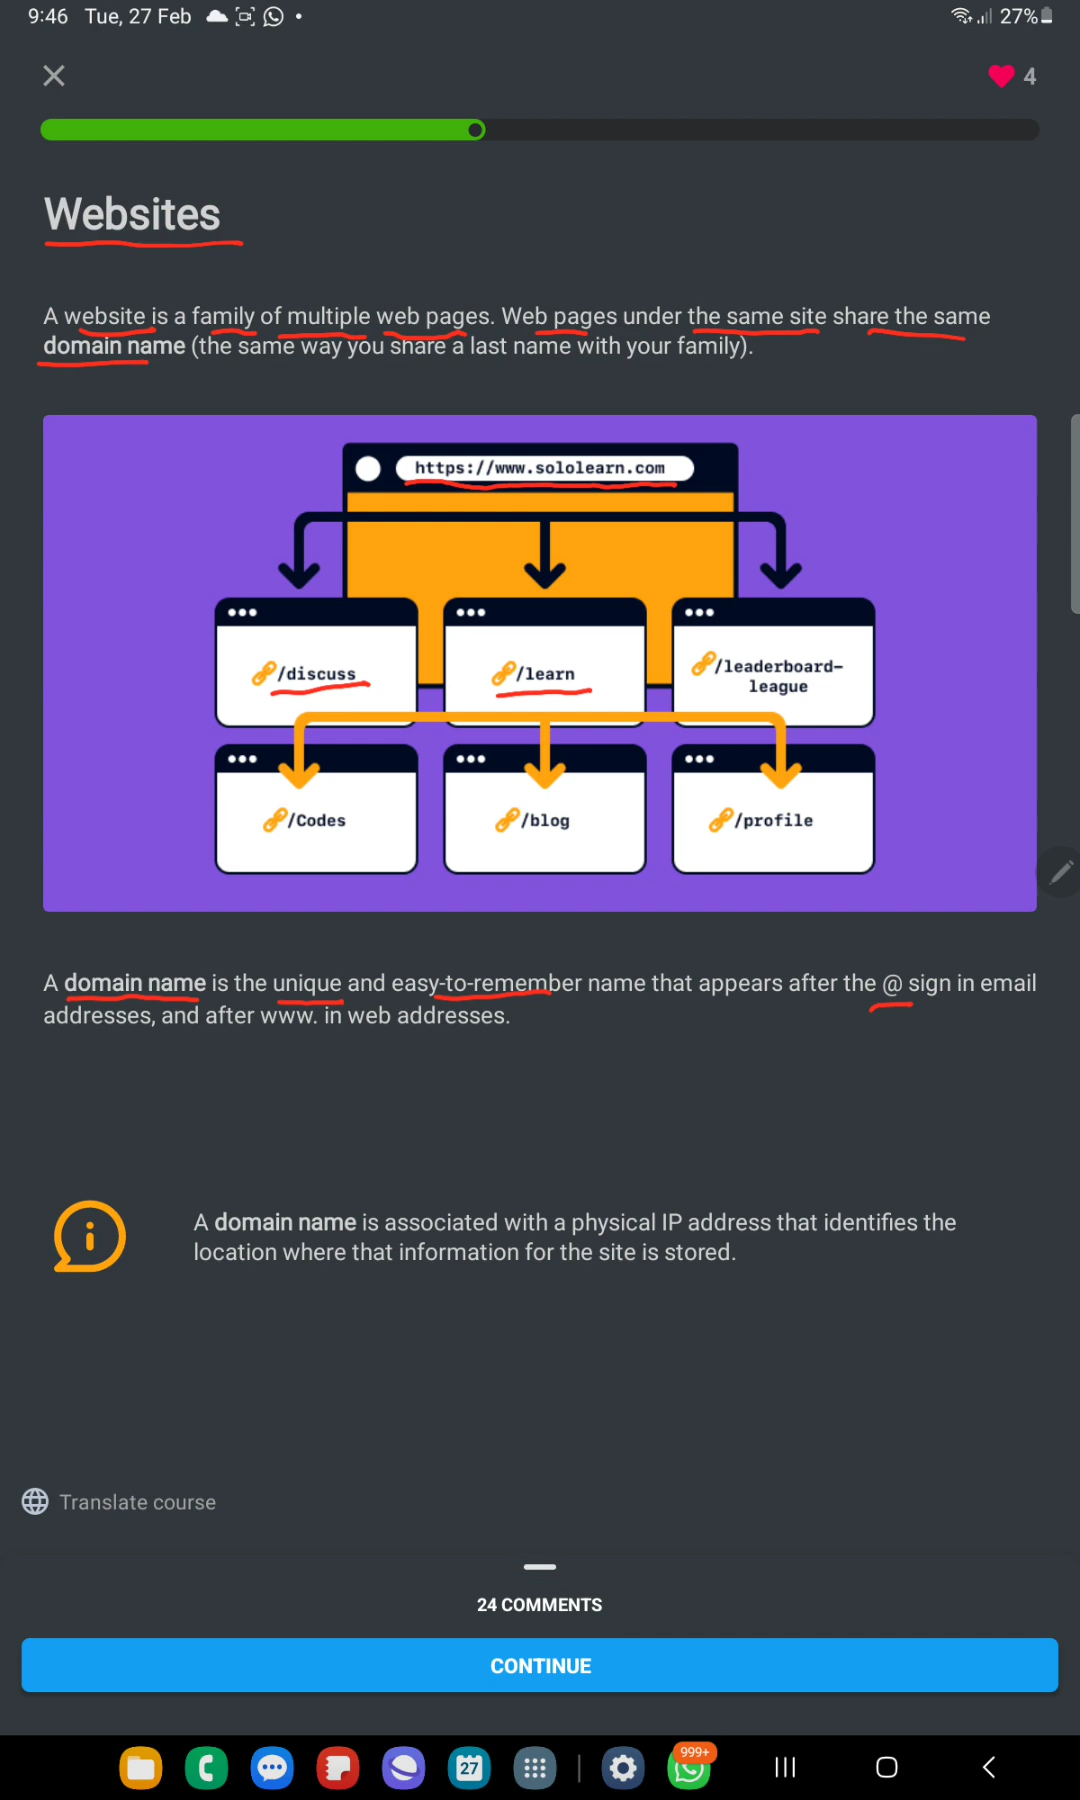 9:46 Tue, 27 Feb
27%
4
Websites
A website is a family of multiple web pages. Web pages under the same site share the same
domain name (the same way you share a last name with your family).
https://www.sololearn.com
/discuss
/learn
/leaderboard-
league
/Codes
/blog
/profile
A domain name is the unique and easy-to-remember name that appears after the @ sign in email
addresses, and after www. in web addresses.
A domain name is associated with a physical IP address that identifies the
location where that information for the site is stored.
Translate course
24 COMMENTS
CONTINUE
27
999+